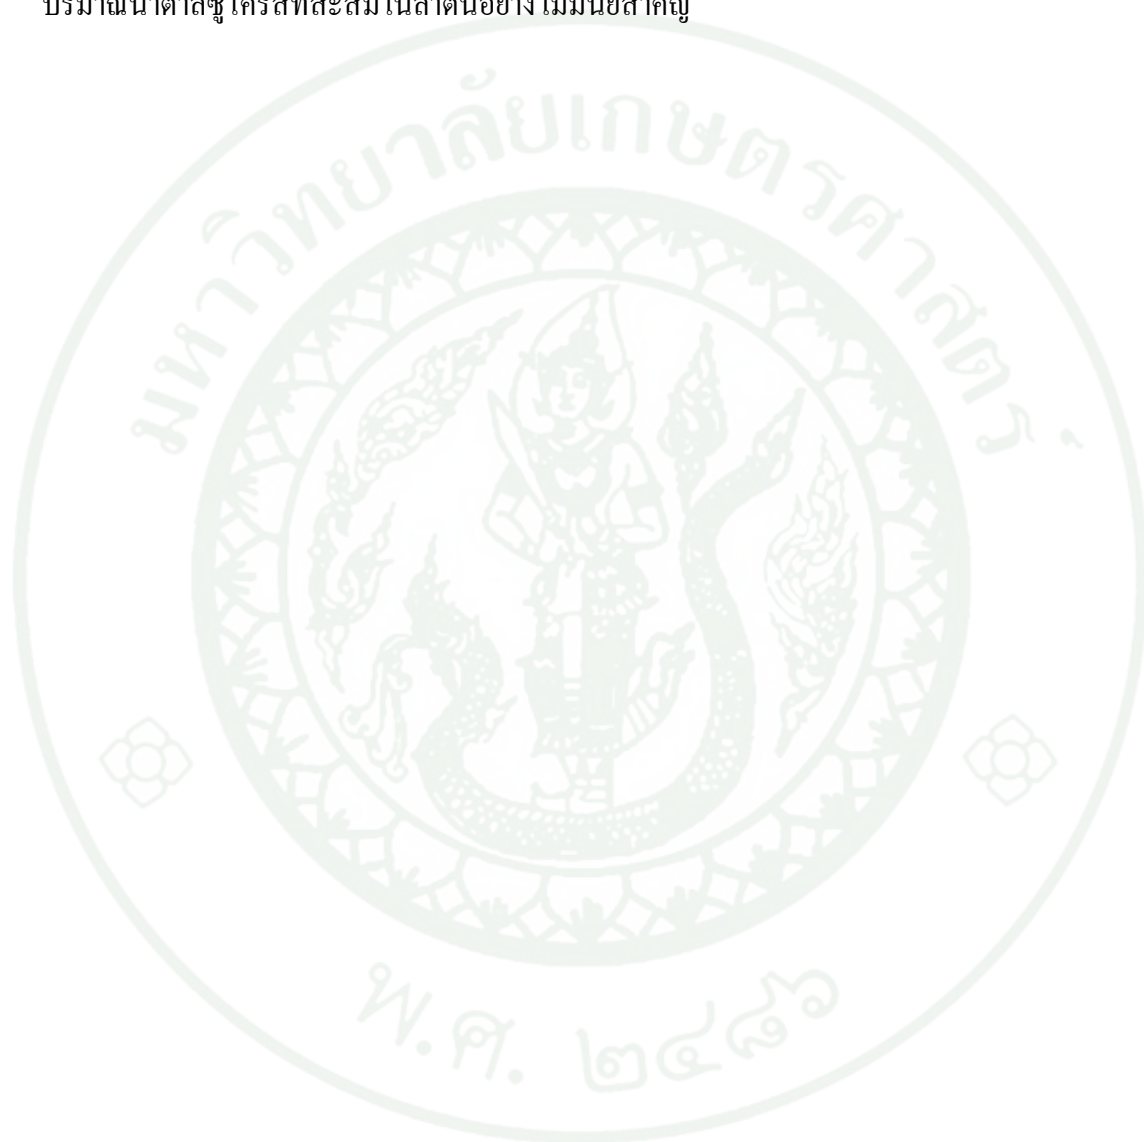 ปริมาณน้ำตาลซูโครสที่สะสมในลำต้นอย่างไม่มีนัยสำคัญ
มหาวิทยาลัยเกษตรศาสตร์
พ.ศ. ๒๔๘๖